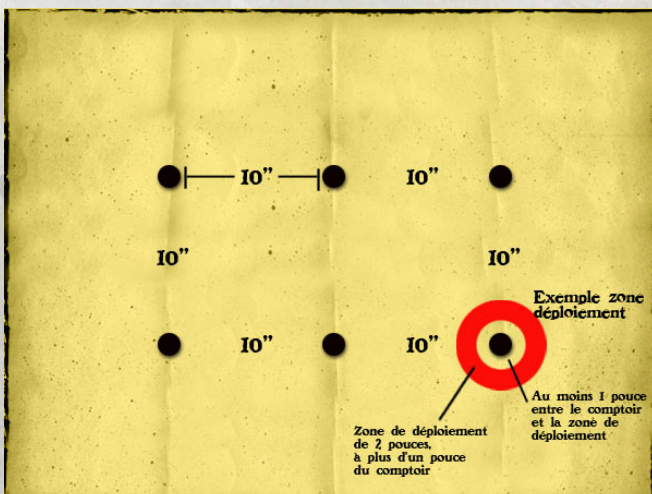 10”
10”
10”
10”
10”
10”
Exemple zone
déploiement
Au moins 1 pouce
entre le comptoir
et la zone de
déploiement
Zone de déploiement
de 2 pouces,
à plus d'un pouce
du comptoir